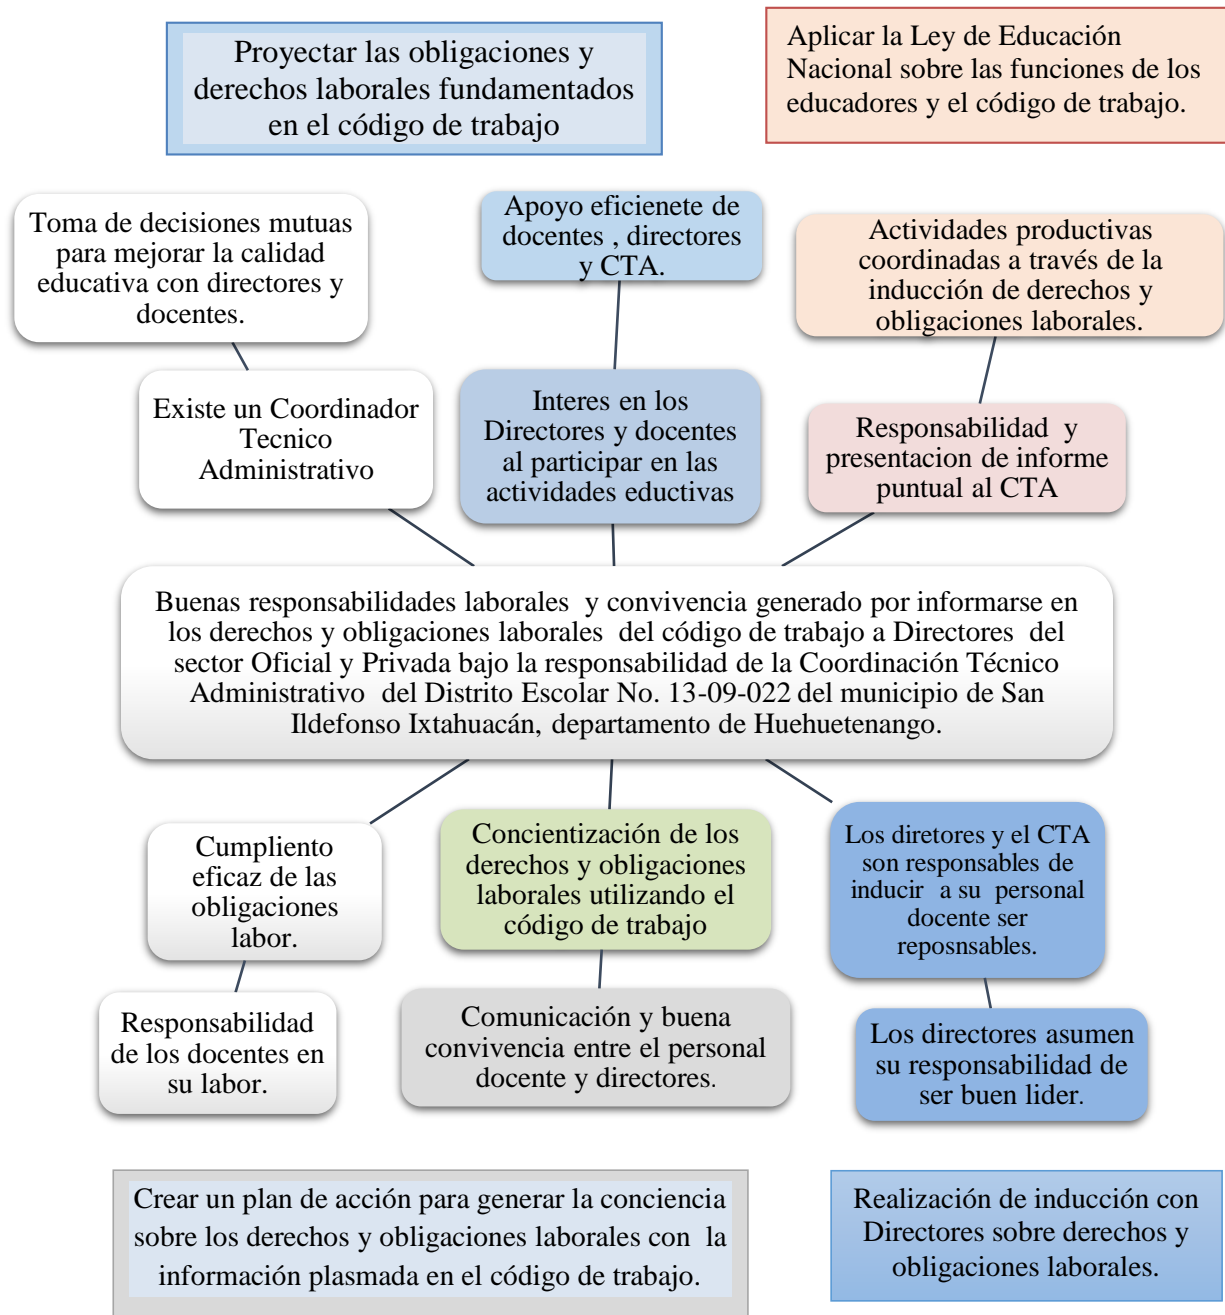 Proyectar las obligaciones y
derechos laborales fundamentados
en el código de trabajo
Aplicar la Ley de Educación
Nacional sobre las funciones de los
educadores y el código de trabajo.
Toma de decisiones mutuas
para mejorar la calidad
educativa con directores y
docentes.
Apoyo eficienete de
docentes , directores
y CTA.
Actividades productivas
coordinadas a través de la
inducción de derechos y
obligaciones laborales.
Existe un Coordinador
Tecnico
Administrativo
Interes en los
Directores y docentes
al participar en las
actividades eductivas
Responsabilidad y
presentacion de informe
puntual al CTA
Buenas responsabilidades laborales y convivencia generado por informarse en
los derechos y obligaciones laborales del código de trabajo a Directores del
sector Oficial y Privada bajo la responsabilidad de la Coordinación Técnico
Administrativo del Distrito Escolar No. 13-09-022 del municipio de San
Ildefonso Ixtahuacán, departamento de Huehuetenango.
Cumpliento
eficaz de las
obligaciones
labor.
Concientización de los
derechos y obligaciones
laborales utilizando el
código de trabajo
Los diretores y el CTA
son responsables de
inducir a su personal
docente ser
reposnsables.
Responsabilidad
de los docentes en
su labor.
Comunicación y buena
convivencia entre el personal
docente y directores.
Los directores asumen
su responsabilidad de
ser buen lider.
Crear un plan de acción para generar la conciencia
sobre los derechos y obligaciones laborales con la
información plasmada en el código de trabajo.
Realización de inducción con
Directores sobre derechos y
obligaciones laborales.